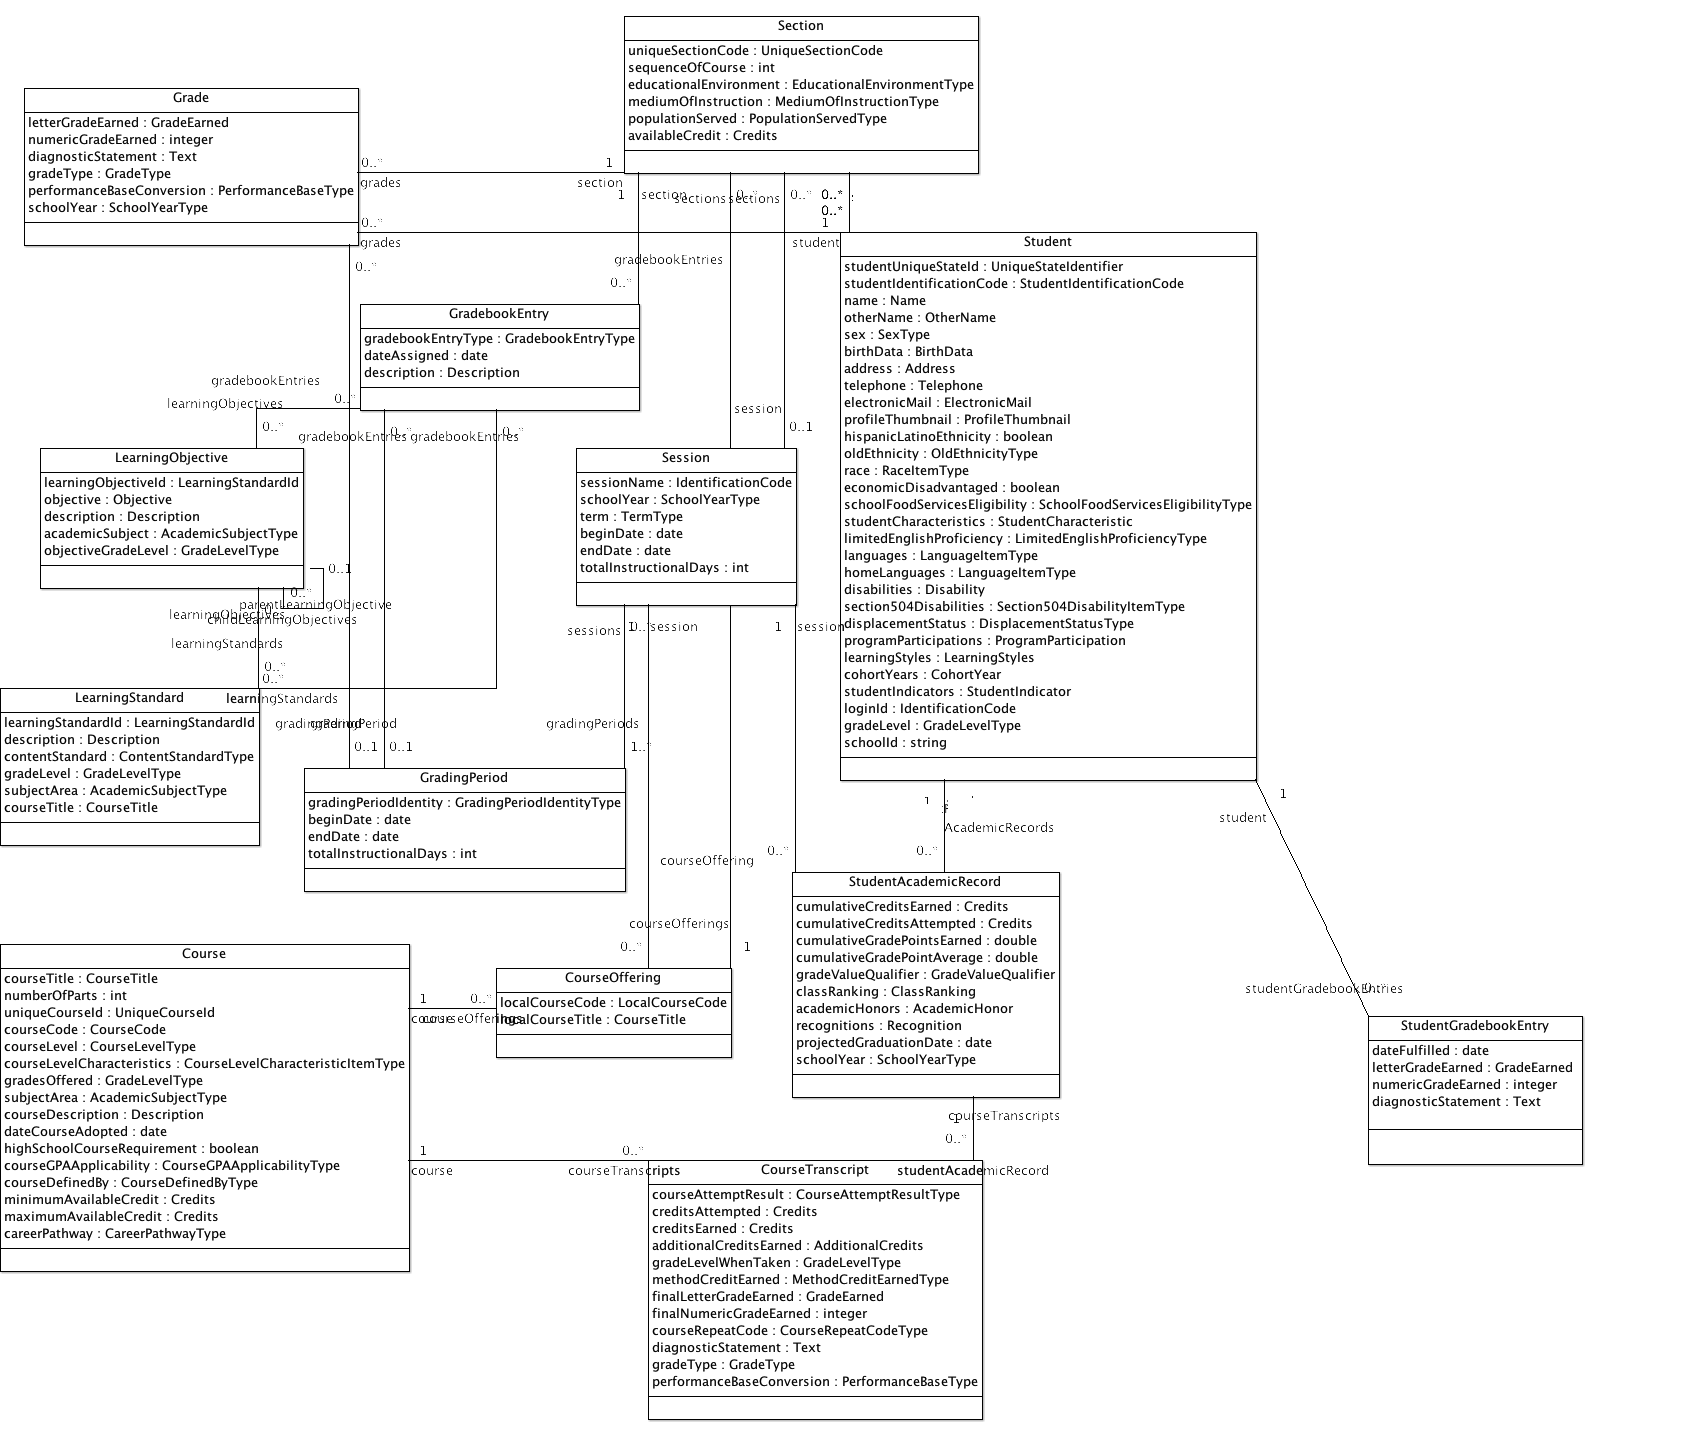 Section
uniqueSectionCode : UniqueSectionCode
sequenceOfCourse : int
educationalEnvironment : EducationalEnvironmentType
mediumOfInstruction : MediumOfInstructionType
populationServed : PopulationServedType
availableCredit : Credits
Grade
letterGradeEarned : GradeEarned
numericGradeEarned : integer
diagnosticStatement : Text
gradeType : GradeType
performanceBaseConversion : PerformanceBaseType
schoolYear : SchoolYearType
0..* 1
grades section
1 section sections sections 0..* 0..* 0..*
0..*
0..* 1
grades student
0..*
gradebookEntries
0..*
Student
studentUniqueStateId : UniqueStateIdentifier
studentIdentificationCode : StudentIdentificationCode
name : Name
otherName : OtherName
sex : SexType
birthData : BirthData
address : Address
telephone : Telephone
electronicMail : ElectronicMail
profileThumbnail : ProfileThumbnail
hispanicLatinoEthnicity : boolean
oldEthnicity : OldEthnicityType
race : RaceItemType
economicDisadvantaged : boolean
schoolFoodServicesEligibility : SchoolFoodServicesEligibilityType
studentCharacteristics : StudentCharacteristic
limitedEnglishProficiency : LimitedEnglishProficiencyType
languages : LanguageItemType
homeLanguages : LanguageItemType
disabilities : Disability
section504Disabilities : Section504DisabilityItemType
displacementStatus : DisplacementStatusType
programParticipations : ProgramParticipation
learningStyles : LearningStyles
cohortYears : CohortYear
studentIndicators : StudentIndicator
loginId : IdentificationCode
gradeLevel : GradeLevelType
schoolId : string
GradebookEntry
gradebookEntryType : GradebookEntryType
dateAssigned : date
description : Description
gradebookEntries
0..*
learningObjectives
0..*
gradebookEntries 0..* gradebookEntries 0..*
session
0..1
LearningObjective
learningObjectiveId : LearningStandardId
objective : Objective
description : Description
academicSubject : AcademicSubjectType
objectiveGradeLevel : GradeLevelType
0..1
0..*
parentLearningObjective
learningObjectives
childLearningObjectives
learningStandards
0..*
0..*
Session
sessionName : IdentificationCode
schoolYear : SchoolYearType
term : TermType
beginDate : date
endDate : date
totalInstructionalDays : int
sessions 1 0..* session 1 session
LearningStandard
learningStandards
learningStandardId : LearningStandardId
description : Description
contentStandard : ContentStandardType
gradeLevel : GradeLevelType
subjectArea : AcademicSubjectType
courseTitle : CourseTitle
gradingPeriod gradingPeriod
0..1 0..1
gradingPeriods
1..*
GradingPeriod
gradingPeriodIdentity : GradingPeriodIdentityType
beginDate : date
endDate : date
totalInstructionalDays : int
1
AcademicRecords
0..*
1
student
0..*
courseOffering
courseOfferings
0..* 1
StudentAcademicRecord
cumulativeCreditsEarned : Credits
cumulativeCreditsAttempted : Credits
cumulativeGradePointsEarned : double
cumulativeGradePointAverage : double
gradeValueQualifier : GradeValueQualifier
classRanking : ClassRanking
academicHonors : AcademicHonor
recognitions : Recognition
projectedGraduationDate : date
schoolYear : SchoolYearType
Course
courseTitle : CourseTitle
numberOfParts : int
uniqueCourseId : UniqueCourseId
courseCode : CourseCode
courseLevel : CourseLevelType
courseLevelCharacteristics : CourseLevelCharacteristicItemType
gradesOffered : GradeLevelType
subjectArea : AcademicSubjectType
courseDescription : Description
dateCourseAdopted : date
highSchoolCourseRequirement : boolean
courseGPAApplicability : CourseGPAApplicabilityType
courseDefinedBy : CourseDefinedByType
minimumAvailableCredit : Credits
maximumAvailableCredit : Credits
careerPathway : CareerPathwayType
1 0..*
course courseOfferings
CourseOffering
localCourseCode : LocalCourseCode
localCourseTitle : CourseTitle
studentGradebookEntries 0..*
StudentGradebookEntry
dateFulfilled : date
letterGradeEarned : GradeEarned
numericGradeEarned : integer
diagnosticStatement : Text
courseTranscripts
1
0..*
1 0..*
course courseTranscripts
CourseTranscript
studentAcademicRecord
courseAttemptResult : CourseAttemptResultType
creditsAttempted : Credits
creditsEarned : Credits
additionalCreditsEarned : AdditionalCredits
gradeLevelWhenTaken : GradeLevelType
methodCreditEarned : MethodCreditEarnedType
finalLetterGradeEarned : GradeEarned
finalNumericGradeEarned : integer
courseRepeatCode : CourseRepeatCodeType
diagnosticStatement : Text
gradeType : GradeType
performanceBaseConversion : PerformanceBaseType